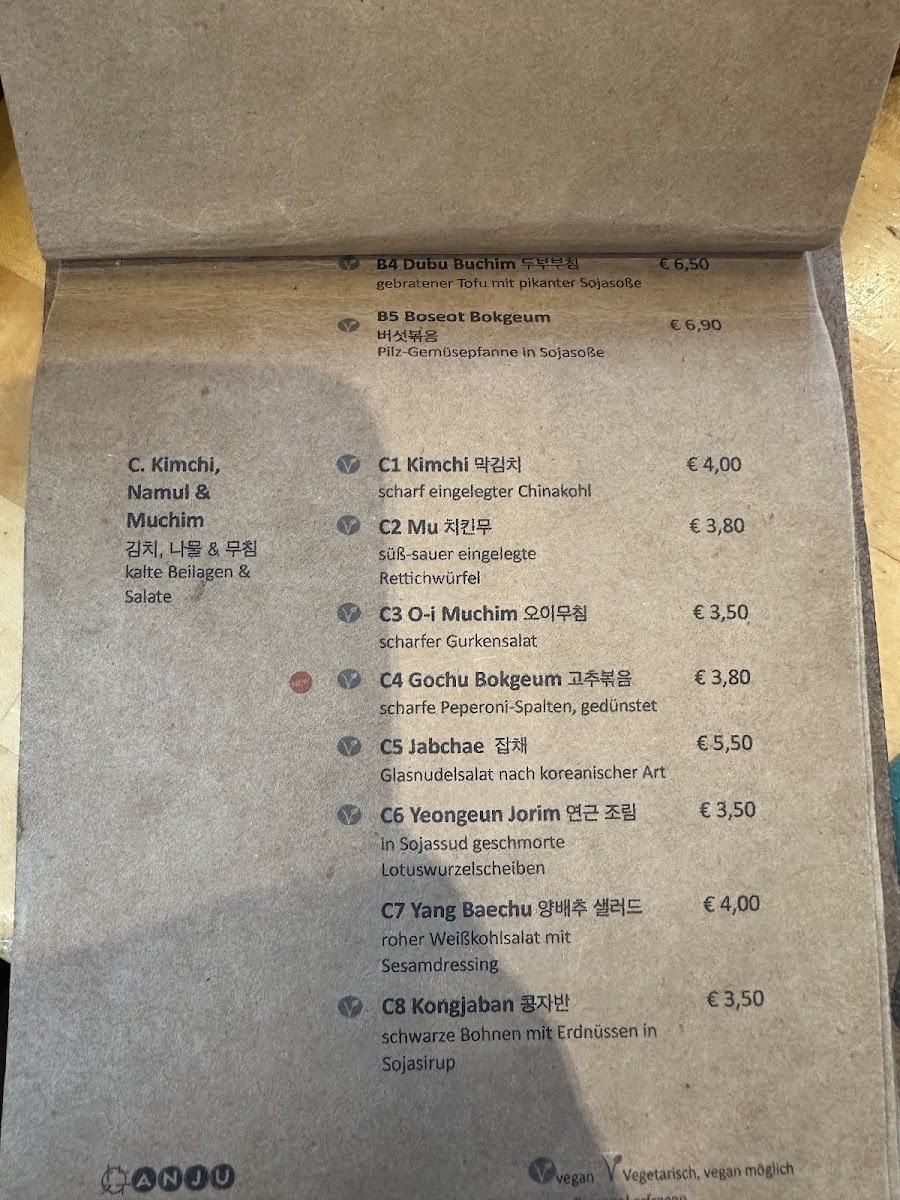 B4 Dubu Buchim 두부부침 € 6,50
gebratener Tofu mit pikanter Sojasoße
B5 Boseot Bokgeum € 6,90
버섯볶음
Pilz-Gemüsepfanne in Sojasoße
C. Kimchi,
Namul &
Muchim
김치, 나물 & 무침
kalte Beilagen &
Salate
C1 Kimchi 막김치 € 4,00
scharf eingelegter Chinakohl
C2 Mu 치킨무 € 3,80
süß-sauer eingelegte
Rettichwürfel
C3 O-i Muchim 오이무침 € 3,50
scharfer Gurkensalat
NEW C4 Gochu Bokgeum 고추볶음 € 3,80
scharfe Peperoni-Spalten, gedünstet
C5 Jabchae 잡채 € 5,50
Glasnudelsalat nach koreanischer Art
C6 Yeongeun Jorim 연근 조림 € 3,50
in Sojassud geschmorte
Lotuswurzelscheiben
C7 Yang Baechu 양배추 샐러드 € 4,00
roher Weißkohlsalat mit
Sesamdressing
C8 Kongjaban 콩자반 € 3,50
schwarze Bohnen mit Erdnüssen in
Sojasirup
ANJU
V vegan V Vegetarisch, vegan möglich